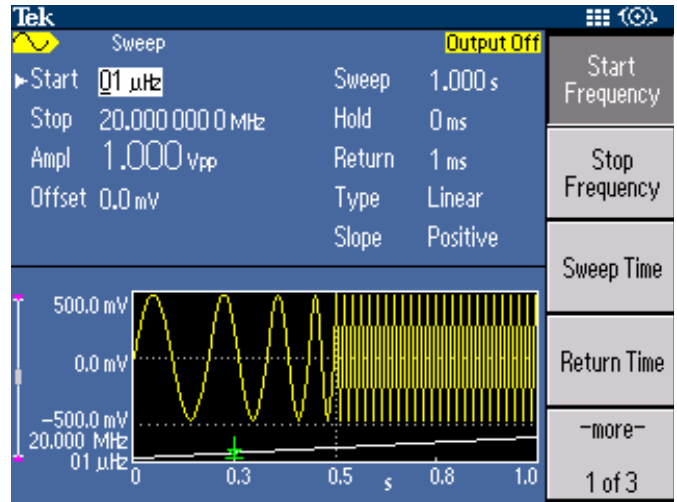 Tek
Sweep
Output Off
Start 01 µHz
Sweep 1.000 s
Stop 20.000 000 0 MHz
Hold 0 ms
Ampl 1.000 Vpp
Return 1 ms
Offset 0.0 mV
Type Linear
Slope Positive
500.0 mV
0.0 mV
-500.0 mV
20.000 MHz
01 µHz
0 0.3 0.5 s 0.8 1.0
Start
Frequency
Stop
Frequency
Sweep Time
Return Time
-more-
1 of 3